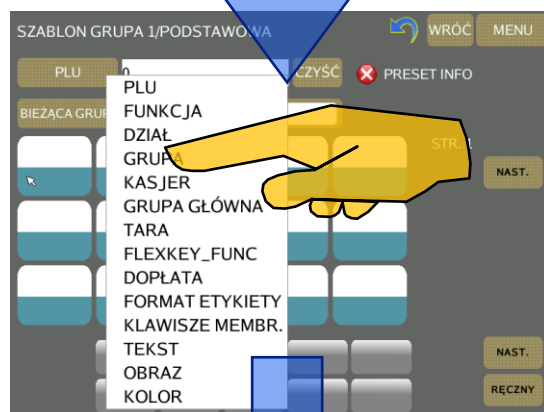 SZABLON GRUPA 1/PODSTAWOWA
WRÓĆ
MENU
PLU
0
CZYŚĆ
PRESET INFO
BIEŻĄCA
STR. 1
NAST.
PLU
FUNKCJA
DZIAŁ
GRUPA
KASJER
GRUPA GŁÓWNA
TARA
FLEXKEY_FUNC
DOPŁATA
FORMAT ETYKIETY
KLAWISZE MEMBR.
TEKST
OBRAZ
KOLOR
NAST.
RĘCZNY